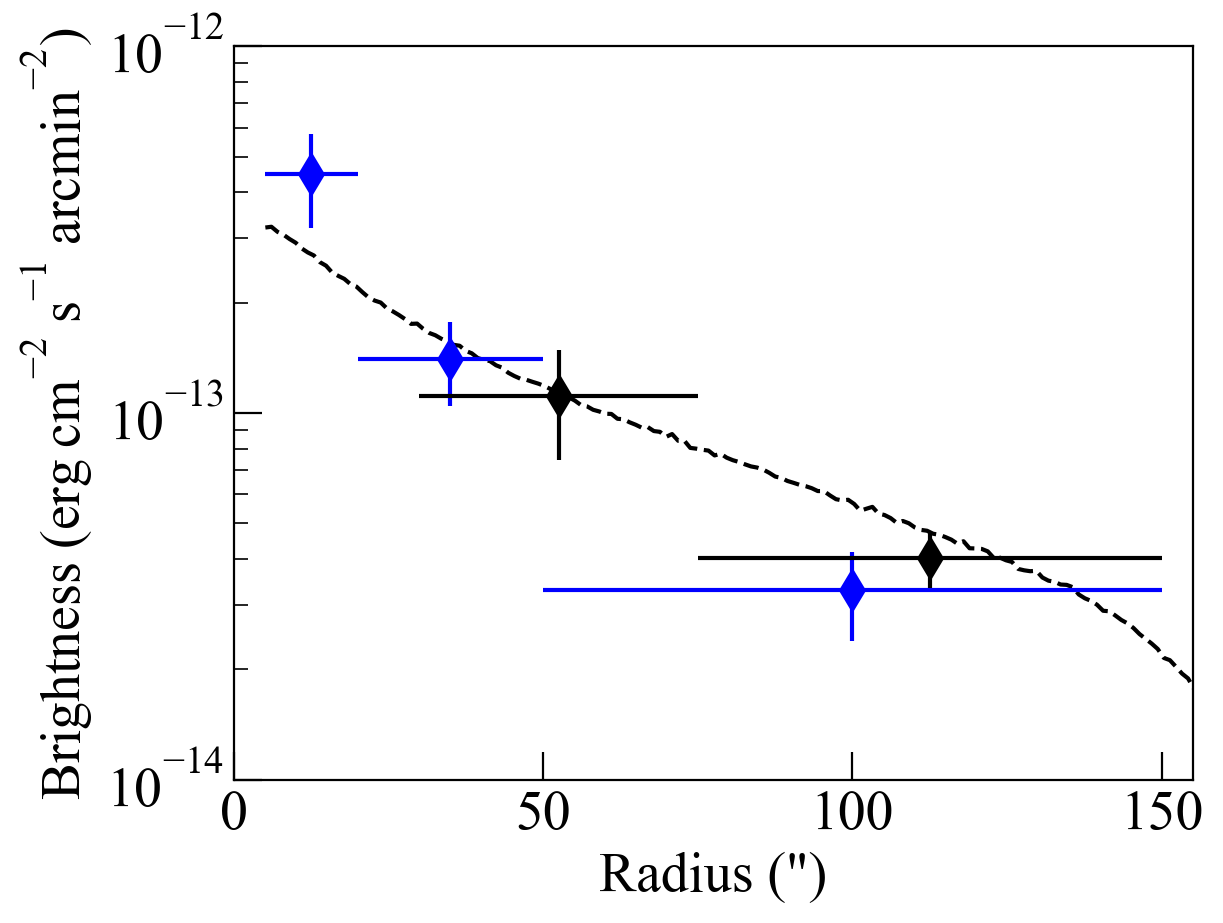 Brightness (erg cm⁻² s⁻¹ arcmin⁻²)
10⁻¹²
10⁻¹³
10⁻¹⁴
0 50 100 150
Radius (")